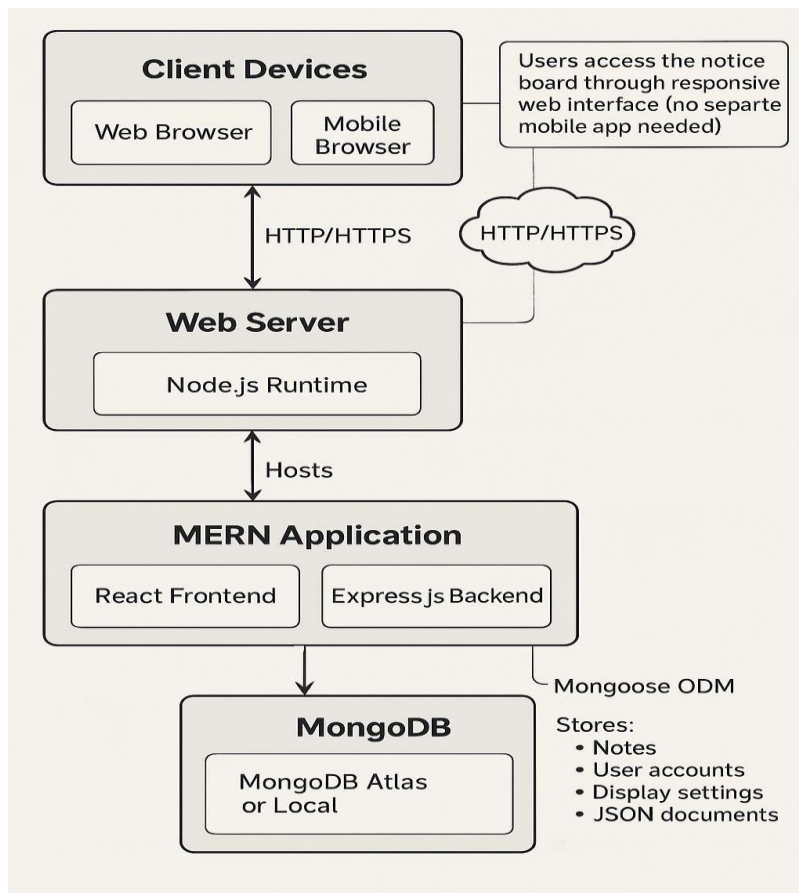 Client Devices
Web Browser
Mobile
Browser
Users access the notice
board through responsive
web interface (no separte
mobile app needed)
HTTP/HTTPS
HTTP/HTTPS
Web Server
Node.js Runtime
Hosts
MERN Application
React Frontend
Express js Backend
Mongoose ODM
MongoDB
MongoDB Atlas
or Local
Stores:
• Notes
• User accounts
• Display settings
• JSON documents